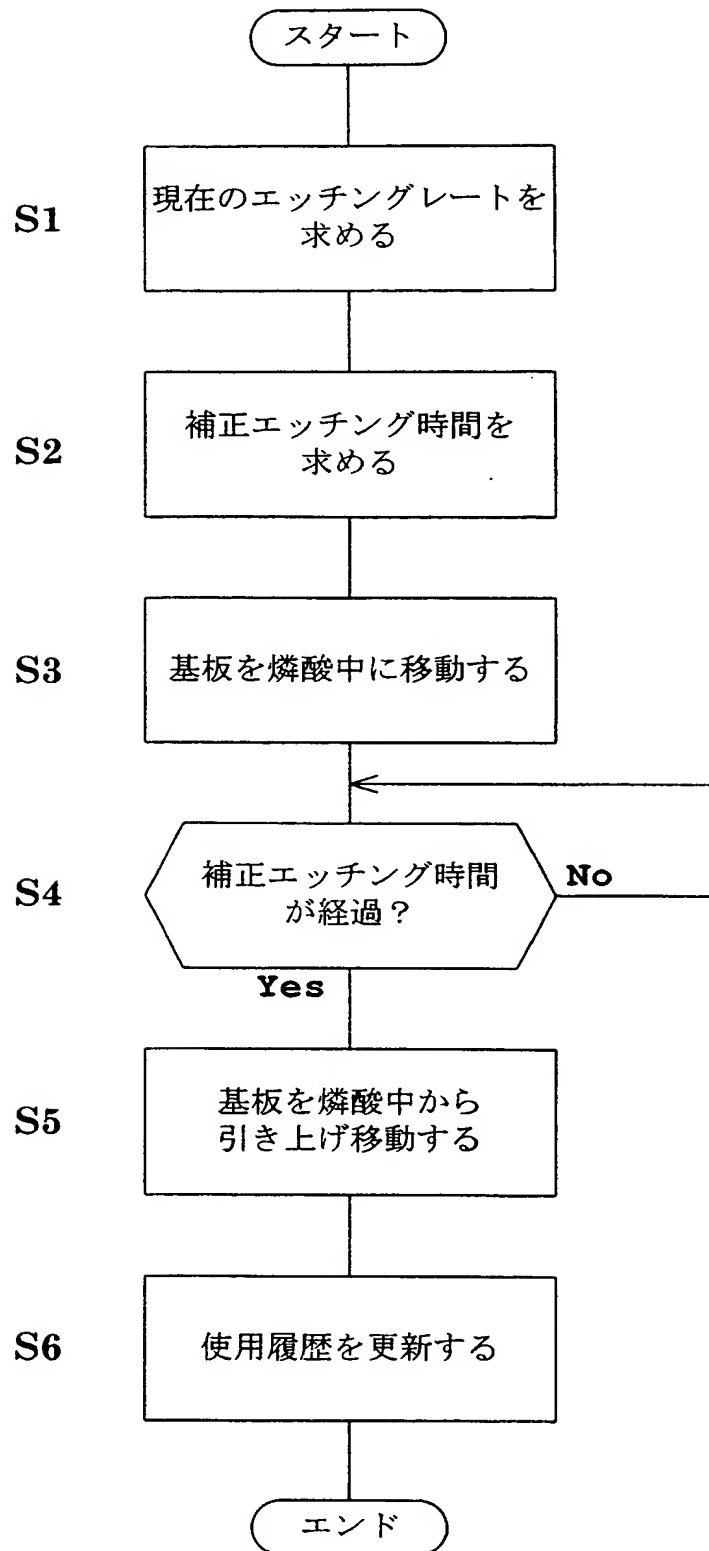 スタート
S1
現在のエッチングレートを
求める
S2
補正エッチング時間を
求める
S3
基板を燐酸中に移動する
S4
補正エッチング時間
が経過？
No
Yes
S5
基板を燐酸中から
引き上げ移動する
S6
使用履歴を更新する
エンド